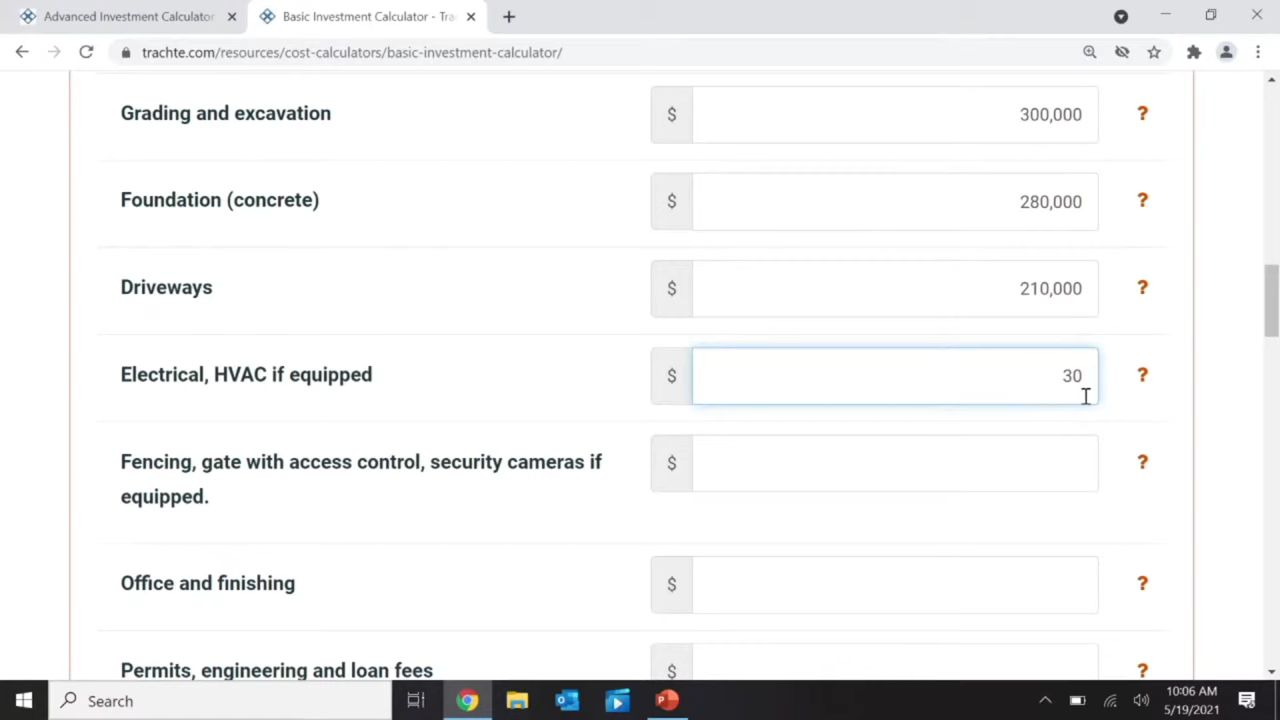 Advanced Investment Calculator
Basic Investment Calculator - Tra
trachte.com/resources/cost-calculators/basic-investment-calculator/
Grading and excavation
$ 300,000 ?
Foundation (concrete)
$ 280,000 ?
Driveways
$ 210,000 ?
Electrical, HVAC if equipped
$ 30 ?
Fencing, gate with access control, security cameras if
equipped.
$ ?
Office and finishing
$ ?
Permits, engineering and loan fees
$ ?
Search
10:06 AM
5/19/2021